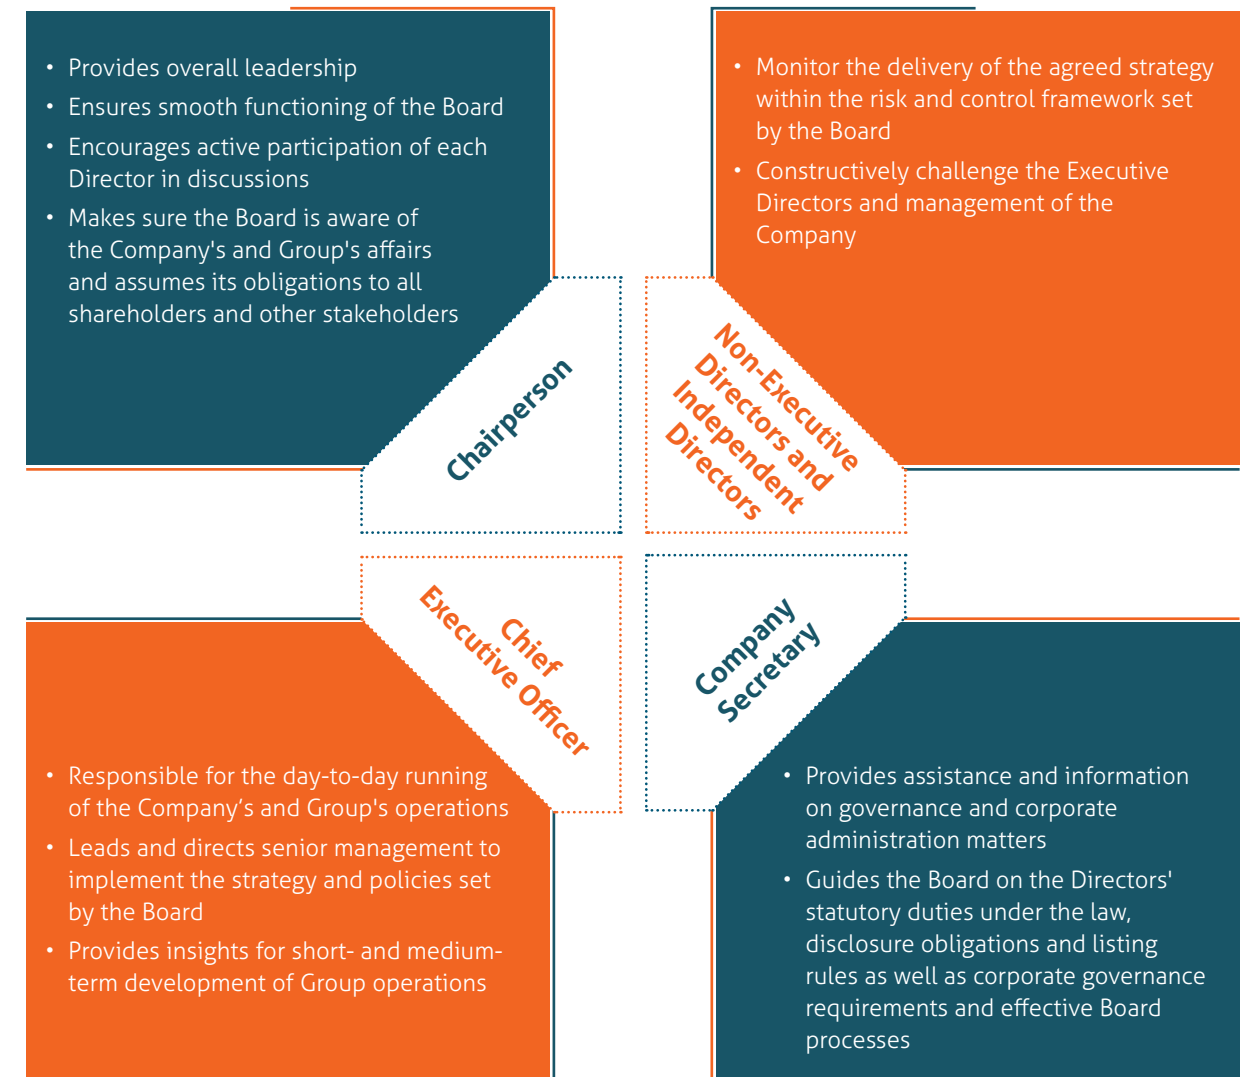 • Provides overall leadership
• Ensures smooth functioning of the Board
• Encourages active participation of each
Director in discussions
• Makes sure the Board is aware of
the Company's and Group's affairs
and assumes its obligations to all
shareholders and other stakeholders
Chairperson
• Monitor the delivery of the agreed strategy
within the risk and control framework set
by the Board
• Constructively challenge the Executive
Directors and management of the
Company
Non-Executive
Directors and
Independent
Directors
Chief
Executive Officer
• Responsible for the day-to-day running
of the Company’s and Group's operations
• Leads and directs senior management to
implement the strategy and policies set
by the Board
• Provides insights for short- and medium-
term development of Group operations
Company
Secretary
• Provides assistance and information
on governance and corporate
administration matters
• Guides the Board on the Directors'
statutory duties under the law,
disclosure obligations and listing
rules as well as corporate governance
requirements and effective Board
processes